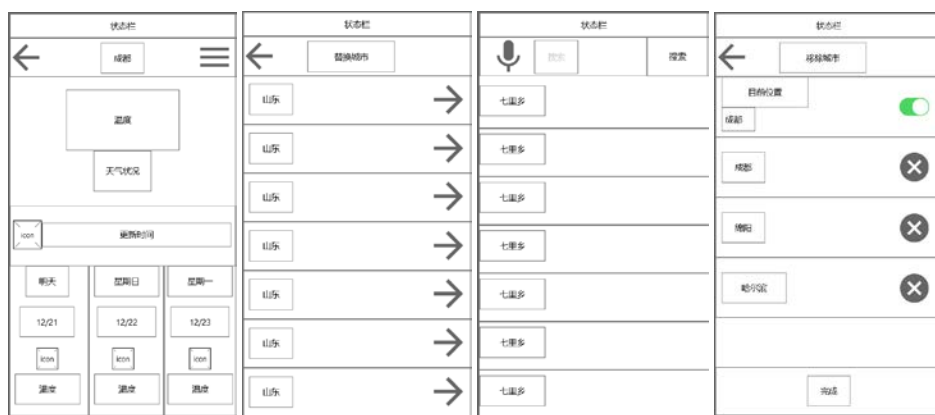 状态栏
成都
温度
天气状况
icon
更新时间
明天
星期日
星期一
12/21
12/22
12/23
icon
icon
icon
温度
温度
温度
状态栏
替换城市
山东
山东
山东
山东
山东
山东
山东
状态栏
搜索
搜索
七里乡
七里乡
七里乡
七里乡
七里乡
七里乡
七里乡
状态栏
移除城市
目前位置
成都
成都
绵阳
哈尔滨
完成